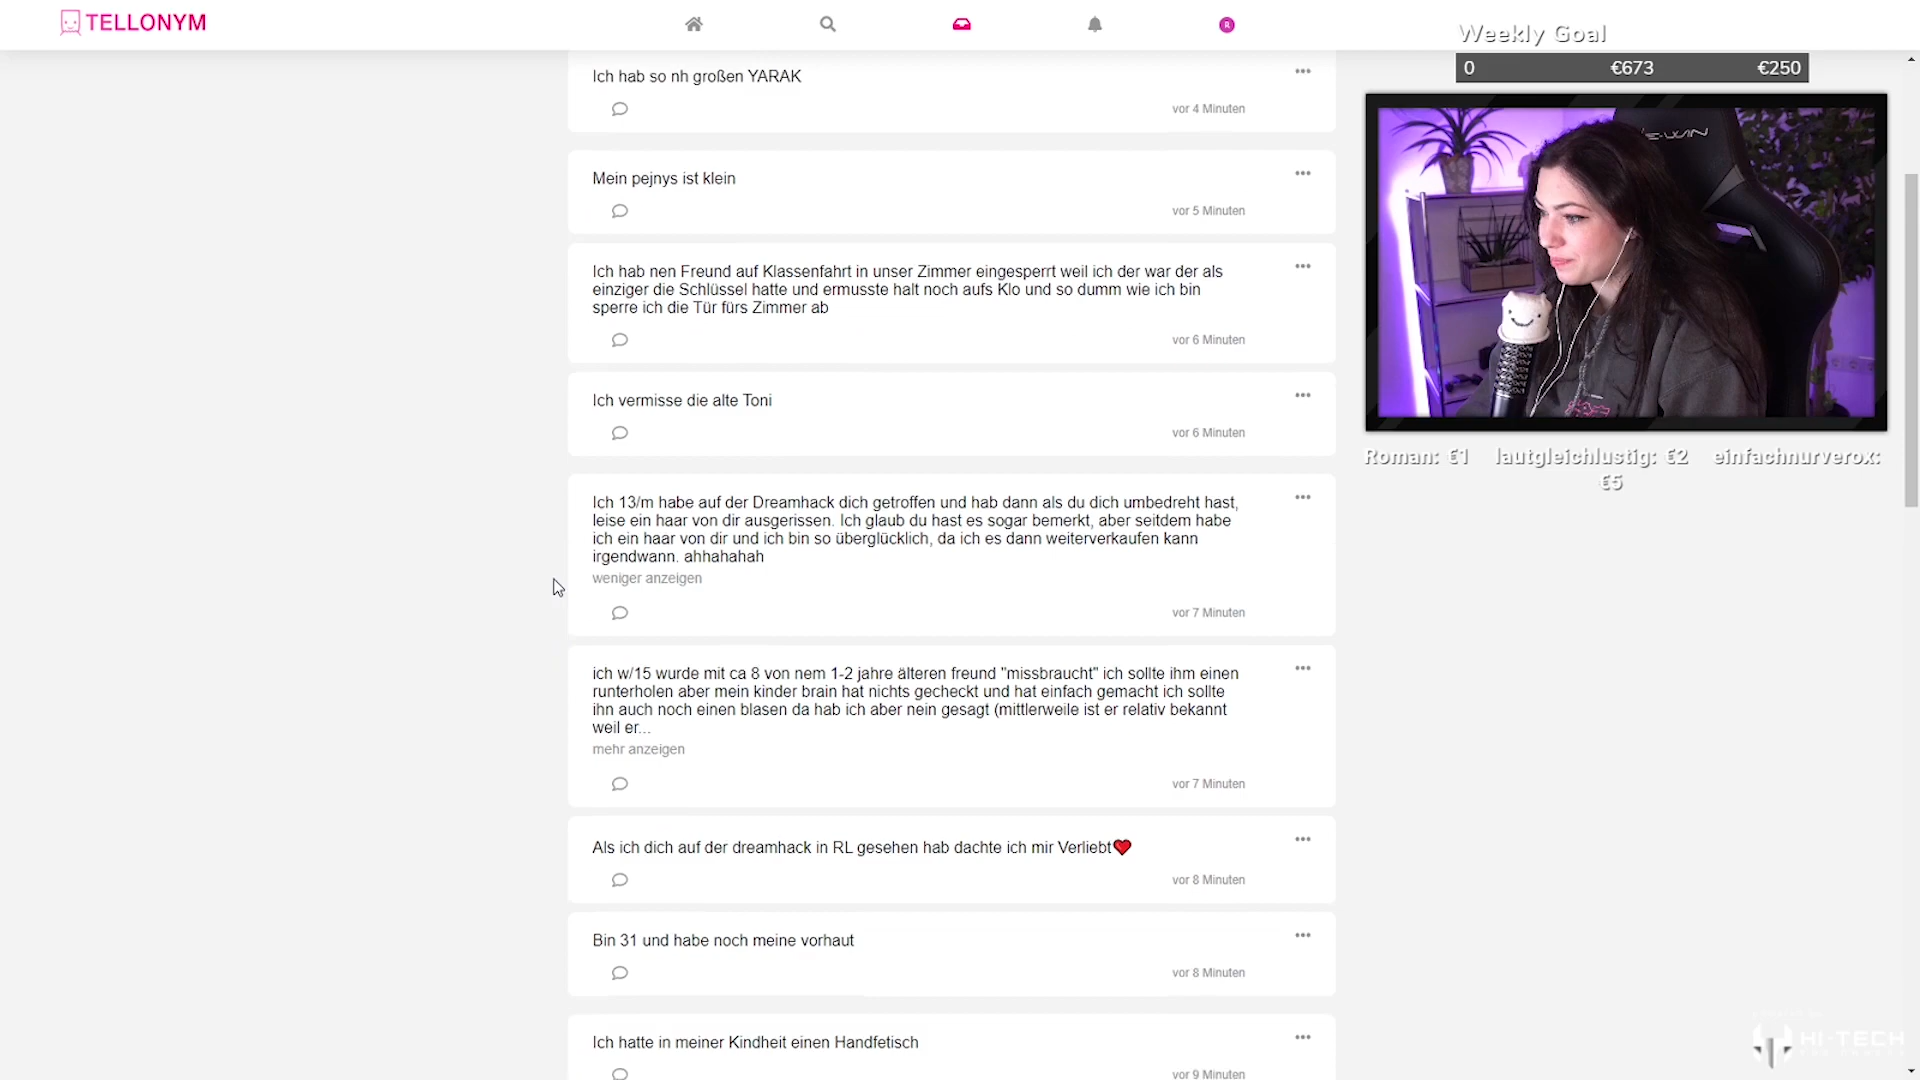 TELLONYM
R
Weekly Goal
0 €673 €250
Ich hab so nh großen YARAK
vor 4 Minuten
Mein pejnys ist klein
vor 5 Minuten
Ich hab nen Freund auf Klassenfahrt in unser Zimmer eingesperrt weil ich der war der als
einziger die Schlüssel hatte und ermusste halt noch aufs Klo und so dumm wie ich bin
sperre ich die Tür fürs Zimmer ab
vor 6 Minuten
Ich vermisse die alte Toni
vor 6 Minuten
Roman: €1 lautgleichlustig: €2 einfachnurverox:
€5
Ich 13/m habe auf der Dreamhack dich getroffen und hab dann als du dich umbedreht hast,
leise ein haar von dir ausgerissen. Ich glaub du hast es sogar bemerkt, aber seitdem habe
ich ein haar von dir und ich bin so überglücklich, da ich es dann weiterverkaufen kann
irgendwann. ahhahahah
weniger anzeigen
vor 7 Minuten
ich w/15 wurde mit ca 8 von nem 1-2 jahre älteren freund "missbraucht" ich sollte ihm einen
runterholen aber mein kinder brain hat nichts gecheckt und hat einfach gemacht ich sollte
ihn auch noch einen blasen da hab ich aber nein gesagt (mittlerweile ist er relativ bekannt
weil er...
mehr anzeigen
vor 7 Minuten
Als ich dich auf der dreamhack in RL gesehen hab dachte ich mir Verliebt❤️
vor 8 Minuten
Bin 31 und habe noch meine vorhaut
vor 8 Minuten
Ich hatte in meiner Kindheit einen Handfetisch
vor 9 Minuten
HI-TECH